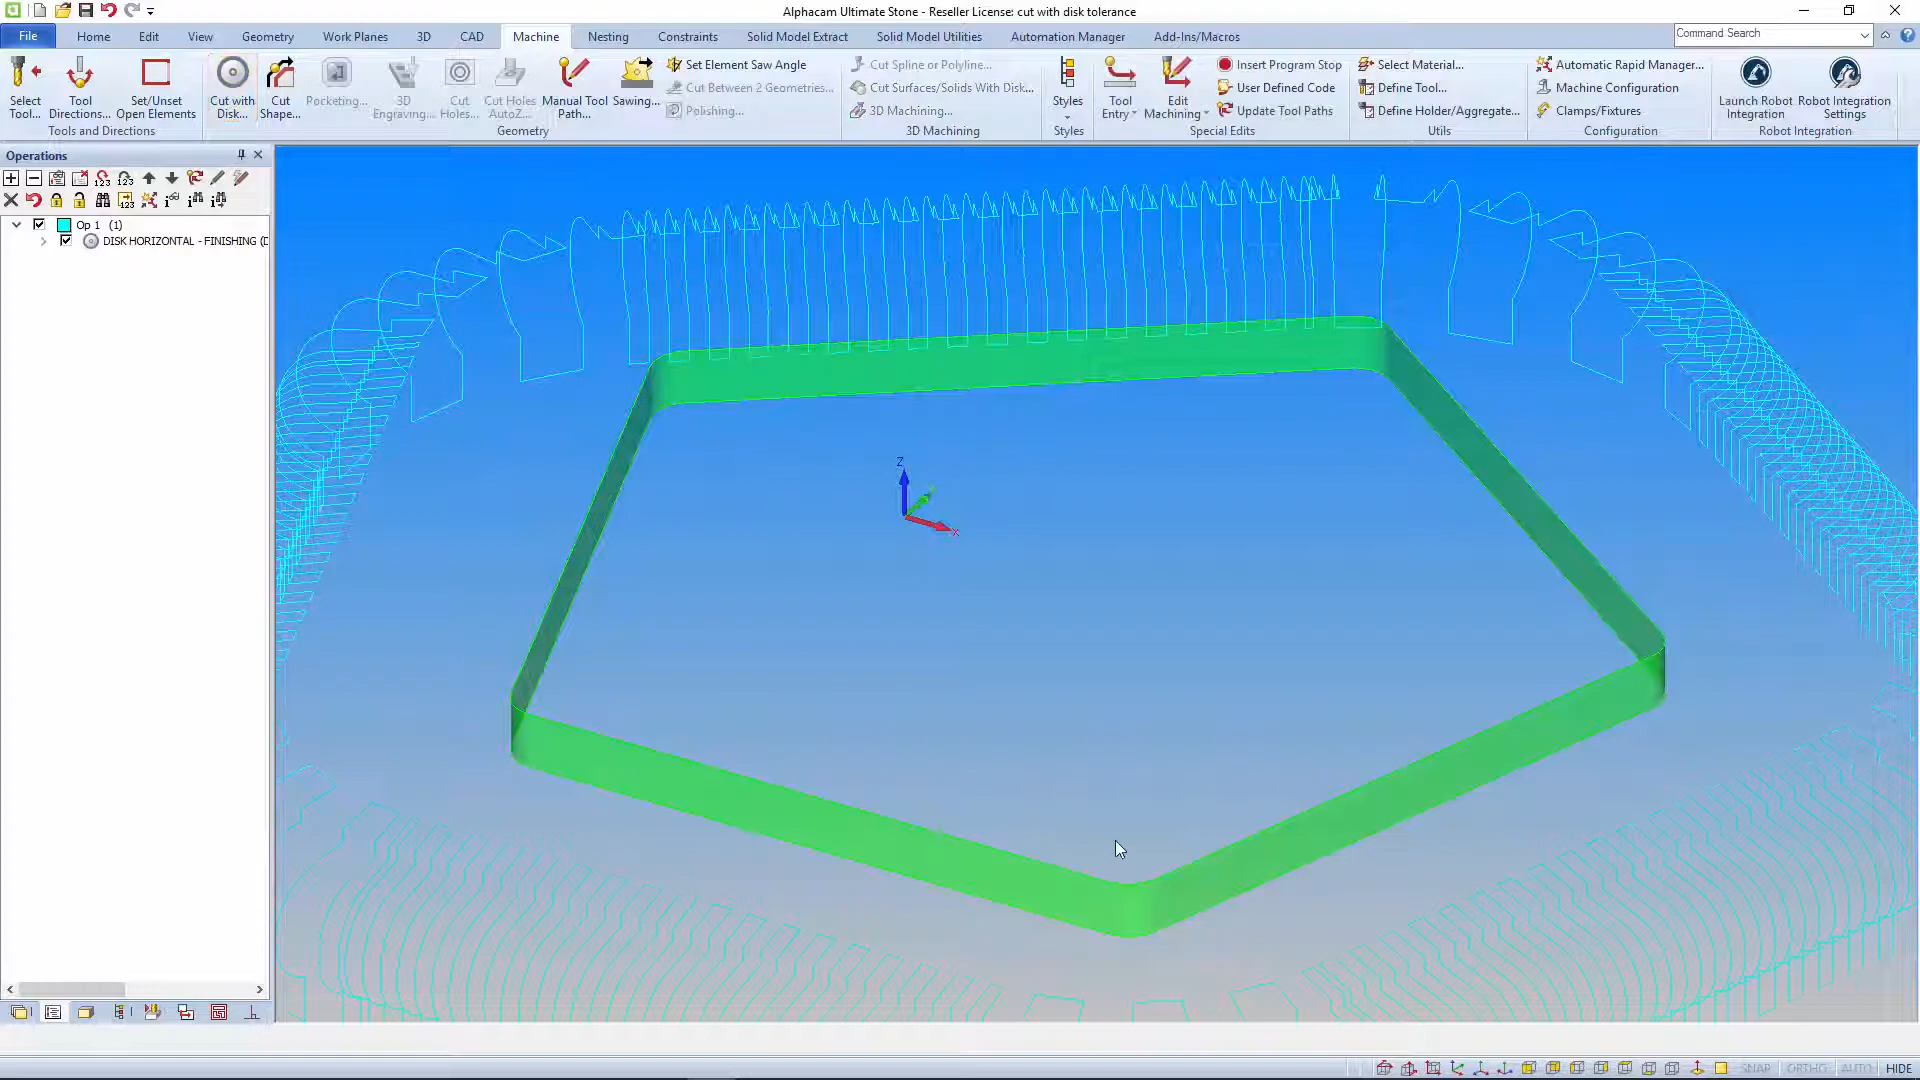 Alphacam Ultimate Stone - Reseller License: cut with disk tolerance
File Home Edit View Geometry Work Planes 3D CAD Machine Nesting Constraints Solid Model Extract Solid Model Utilities Automation Manager Add-Ins/Macros Command Search
Select Tool...
Tool Directions...
Set/Unset Open Elements
Tools and Directions
Cut with Disk...
Cut Shape...
Pocketing...
3D Engraving...
Cut Holes...
Cut Holes AutoZ...
Manual Tool Path...
Sawing...
Set Element Saw Angle
Cut Between 2 Geometries...
Polishing...
Geometry
Cut Spline or Polyline...
Cut Surfaces/Solids With Disk...
3D Machining...
3D Machining
Styles
Styles
Tool Entry
Edit Machining
Insert Program Stop
User Defined Code
Update Tool Paths
Special Edits
Select Material...
Define Tool...
Define Holder/Aggregate...
Utils
Automatic Rapid Manager...
Machine Configuration
Clamps/Fixtures
Configuration
Launch Robot Integration
Robot Integration Settings
Robot Integration
Operations
Op 1 (1)
DISK HORIZONTAL - FINISHING (D
Z
X
SNAP ORTHO AUTO HIDE